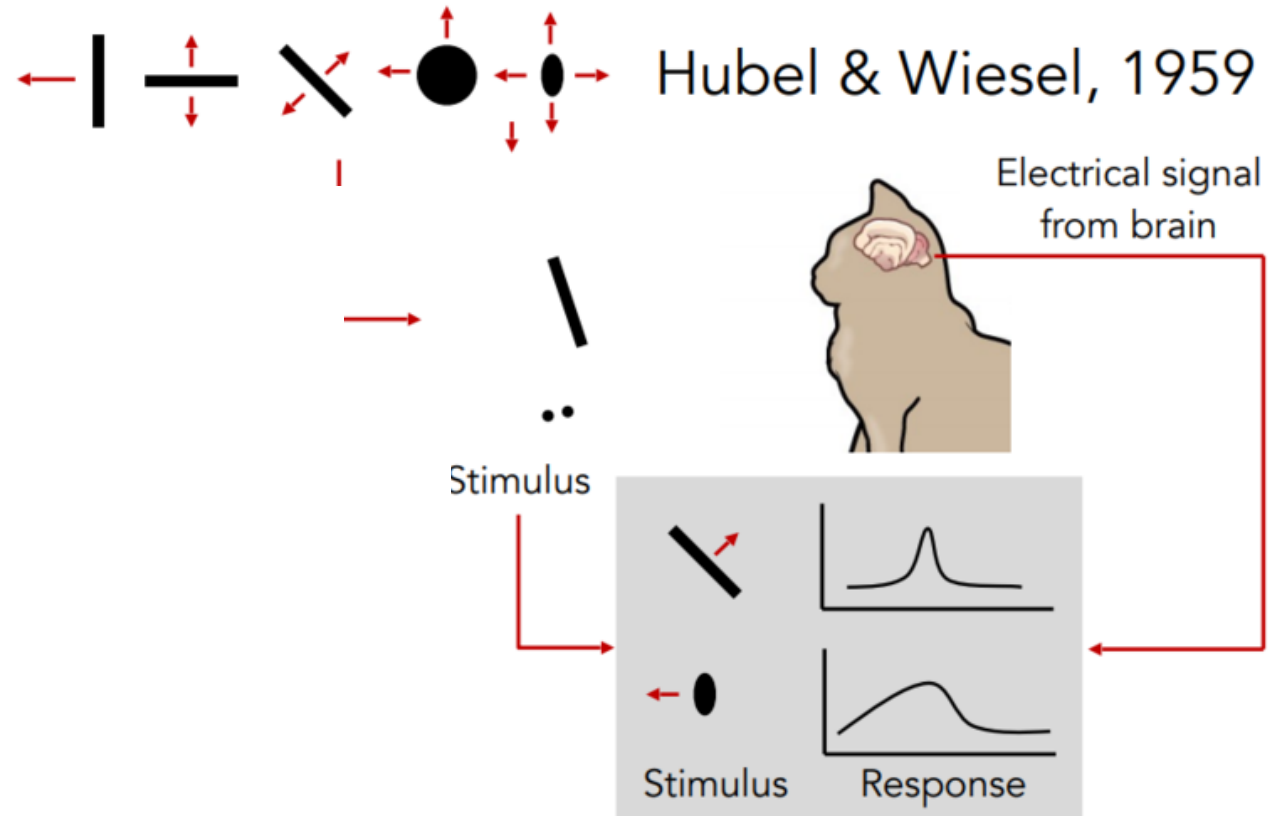 Hubel & Wiesel, 1959
Electrical signal
from brain
Stimulus
Stimulus
Response